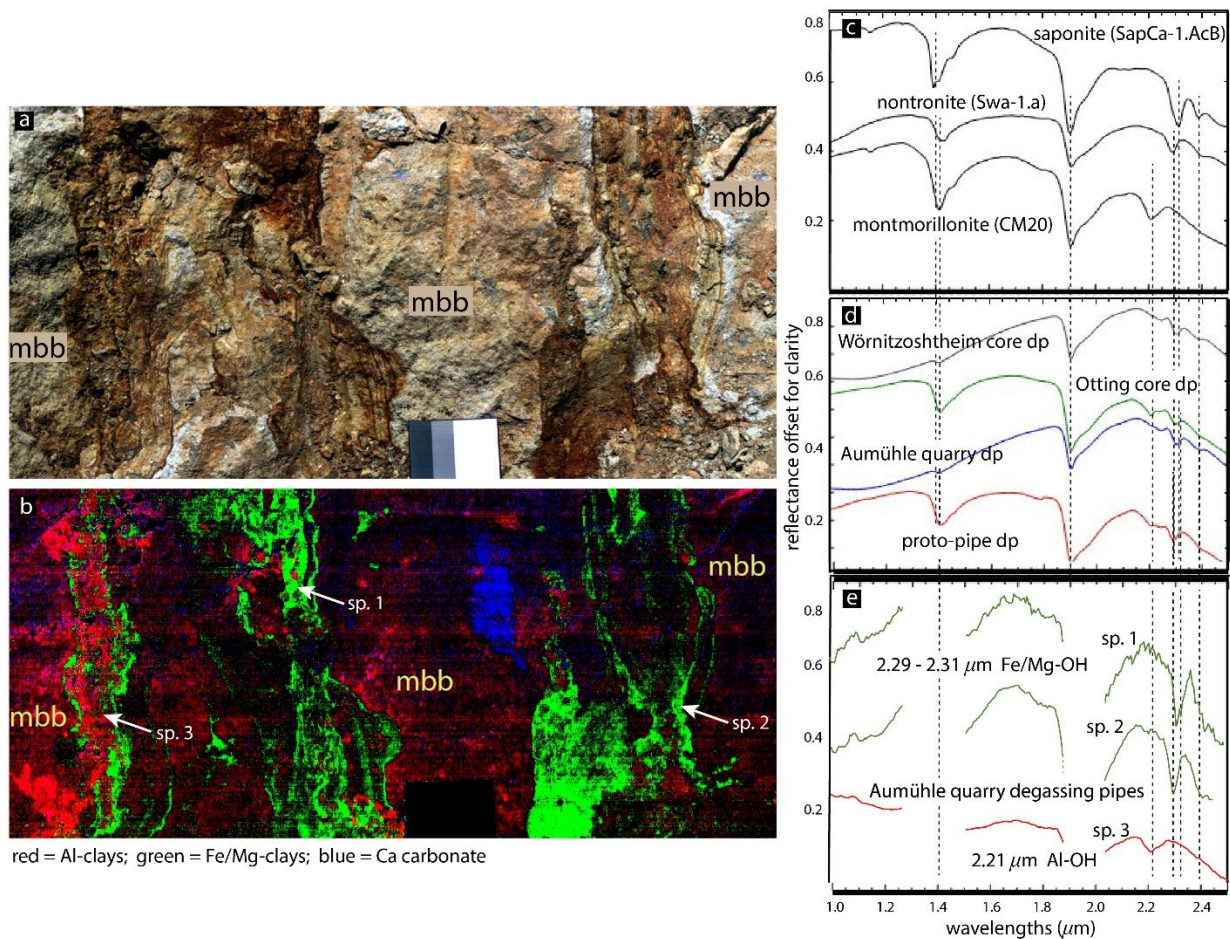 a
mbb
mbb
mbb
b
mbb
sp. 1
mbb
mbb
sp. 2
sp. 3
red = Al-clays; green = Fe/Mg-clays; blue = Ca carbonate
reflectance offset for clarity
c
0.8
saponite (SapCa-1.AcB)
0.6
nontronite (Swa-1.a)
0.4
montmorillonite (CM20)
0.2
d
0.8
Wörnitzoshtheim core dp
0.6
Otting core dp
0.4
Aumühle quarry dp
0.2
proto-pipe dp
e
0.8
sp. 1
2.29 - 2.31 μm Fe/Mg-OH
0.6
sp. 2
0.4
Aumühle quarry degassing pipes
0.2
sp. 3
2.21 μm Al-OH
1.0 1.2 1.4 1.6 1.8 2.0 2.2 2.4
wavelengths (μm)